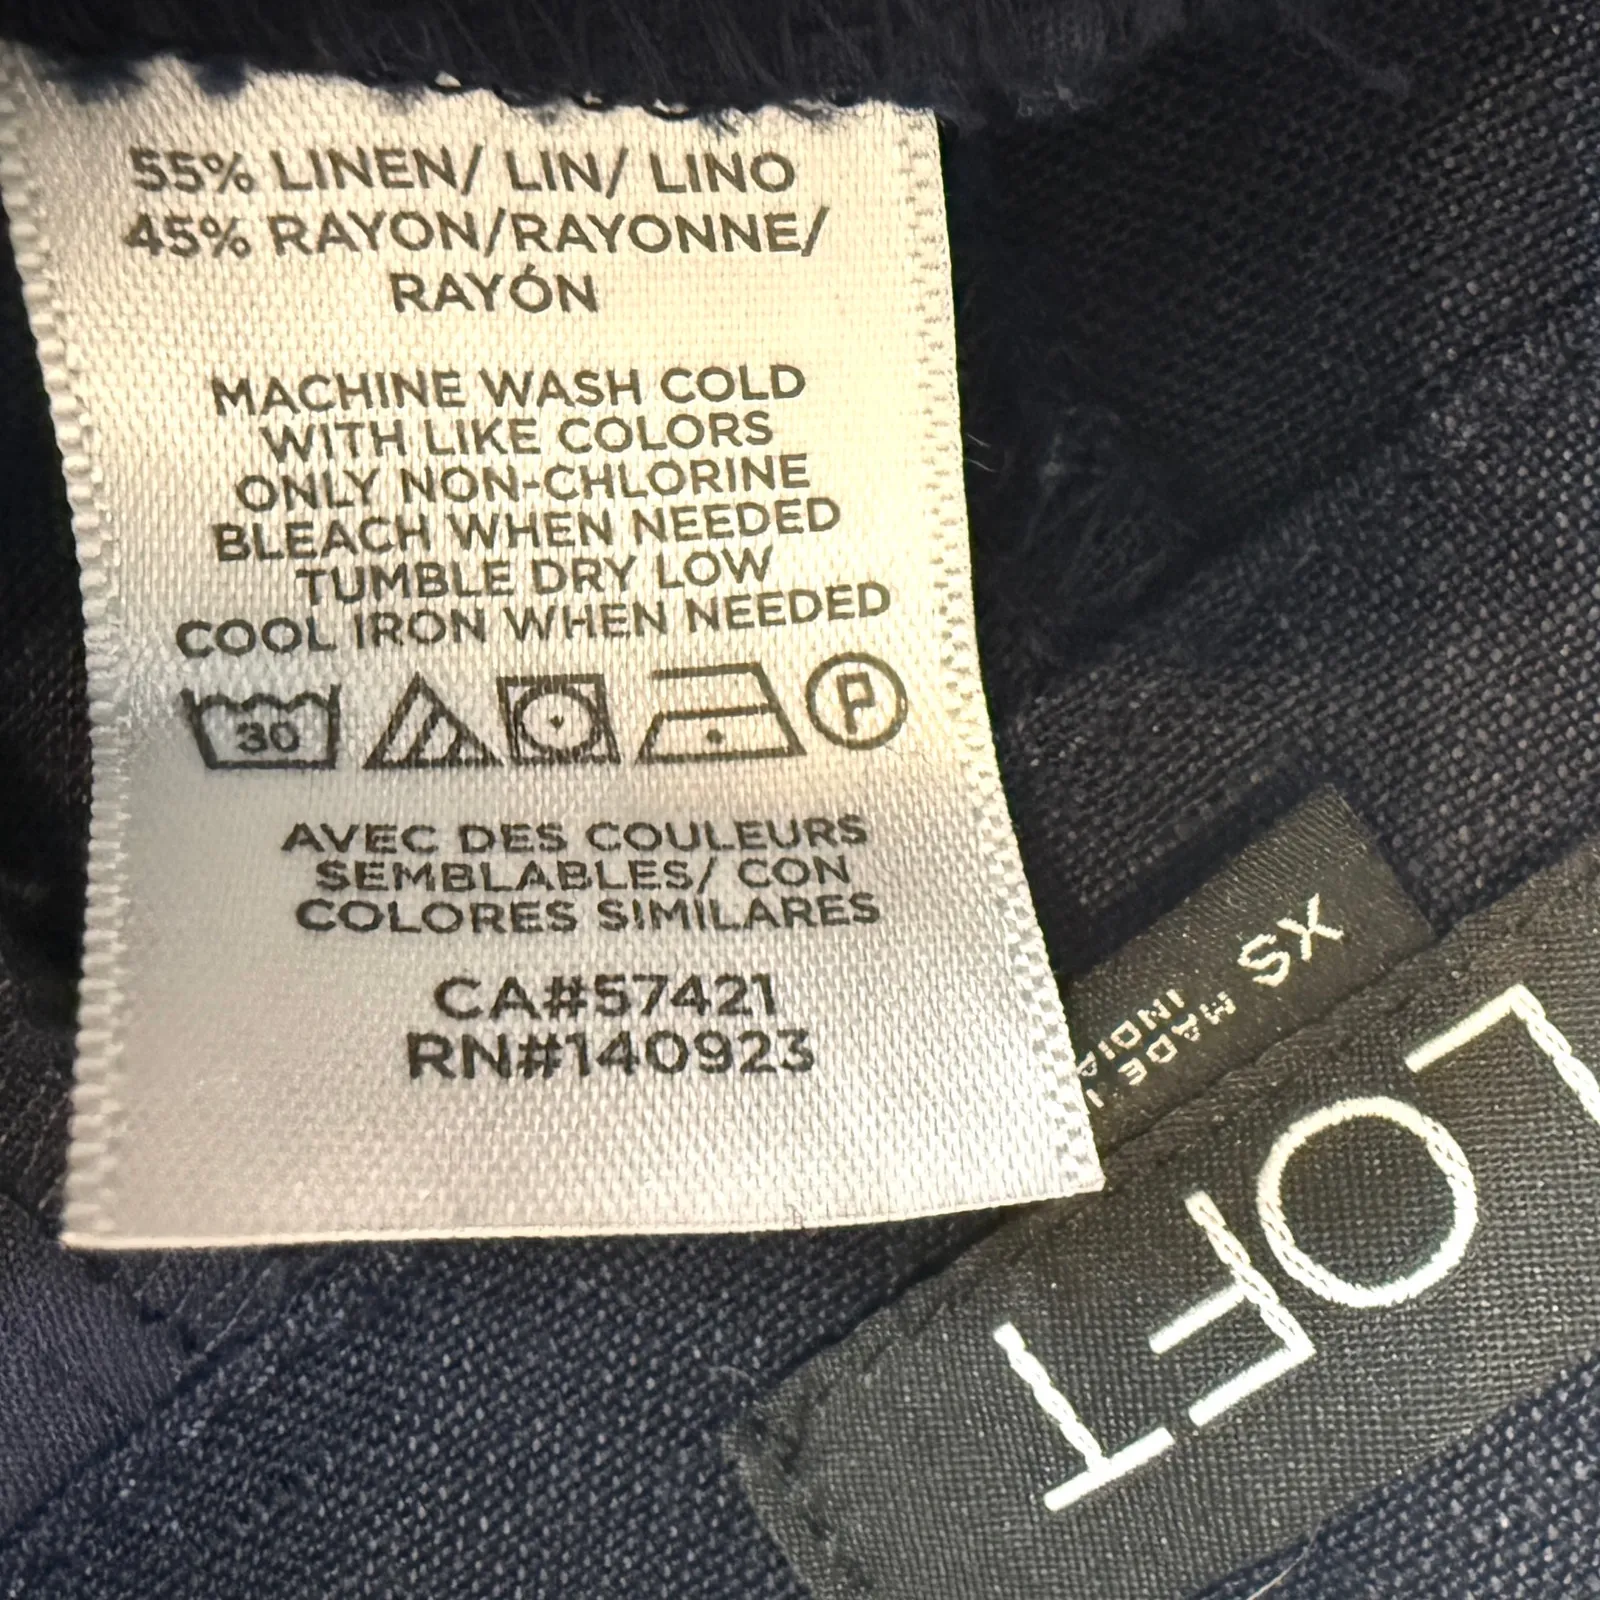 55% LINEN/ LIN/ LINO
45% RAYON/RAYONNE/
RAYÓN
MACHINE WASH COLD
WITH LIKE COLORS
ONLY NON-CHLORINE
BLEACH WHEN NEEDED
TUMBLE DRY LOW
COOL IRON WHEN NEEDED
30 P
AVEC DES COULEURS
SEMBLABLES/ CON
COLORES SIMILARES
CA#57421
RN#140923
XS
MADE
INDIA
LOFT